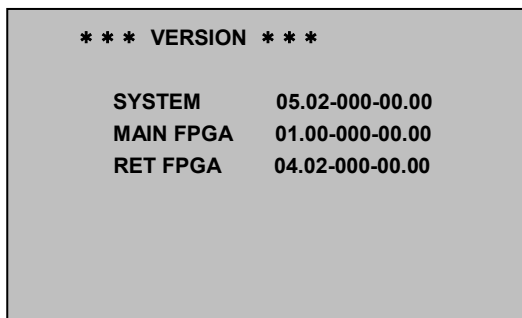 * * * VERSION * * *
SYSTEM 05.02-000-00.00
MAIN FPGA 01.00-000-00.00
RET FPGA 04.02-000-00.00